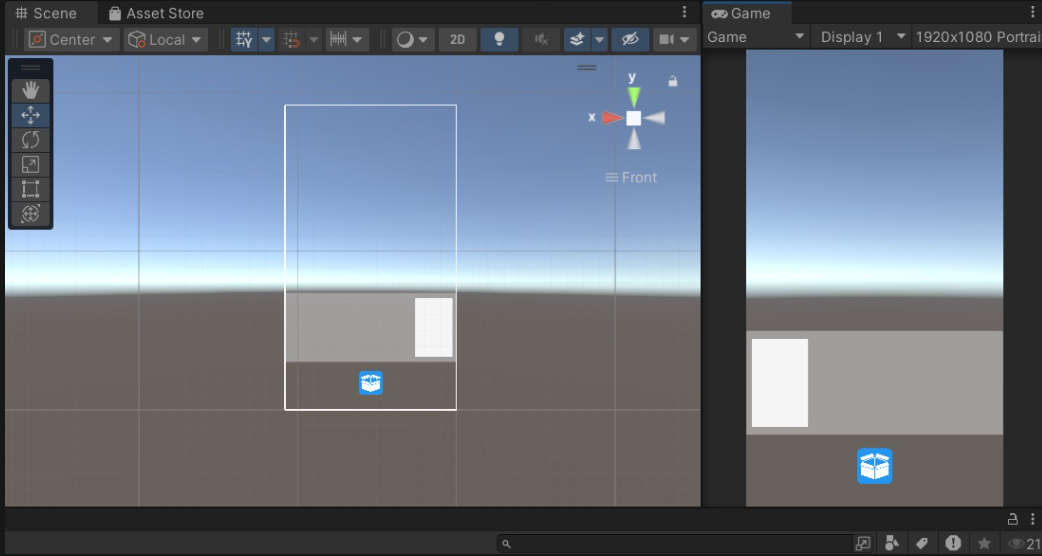 Scene
Asset Store
Game
Center
Local
2D
Game
Display 1
1920x1080 Portrai
y
x
Front
21